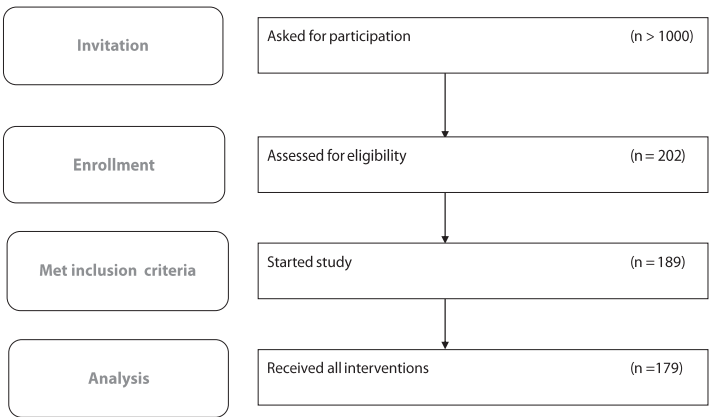 Invitation
Asked for participation (n > 1000)
Enrollment
Assessed for eligibility (n = 202)
Met inclusion criteria
Started study (n = 189)
Analysis
Received all interventions (n =179)